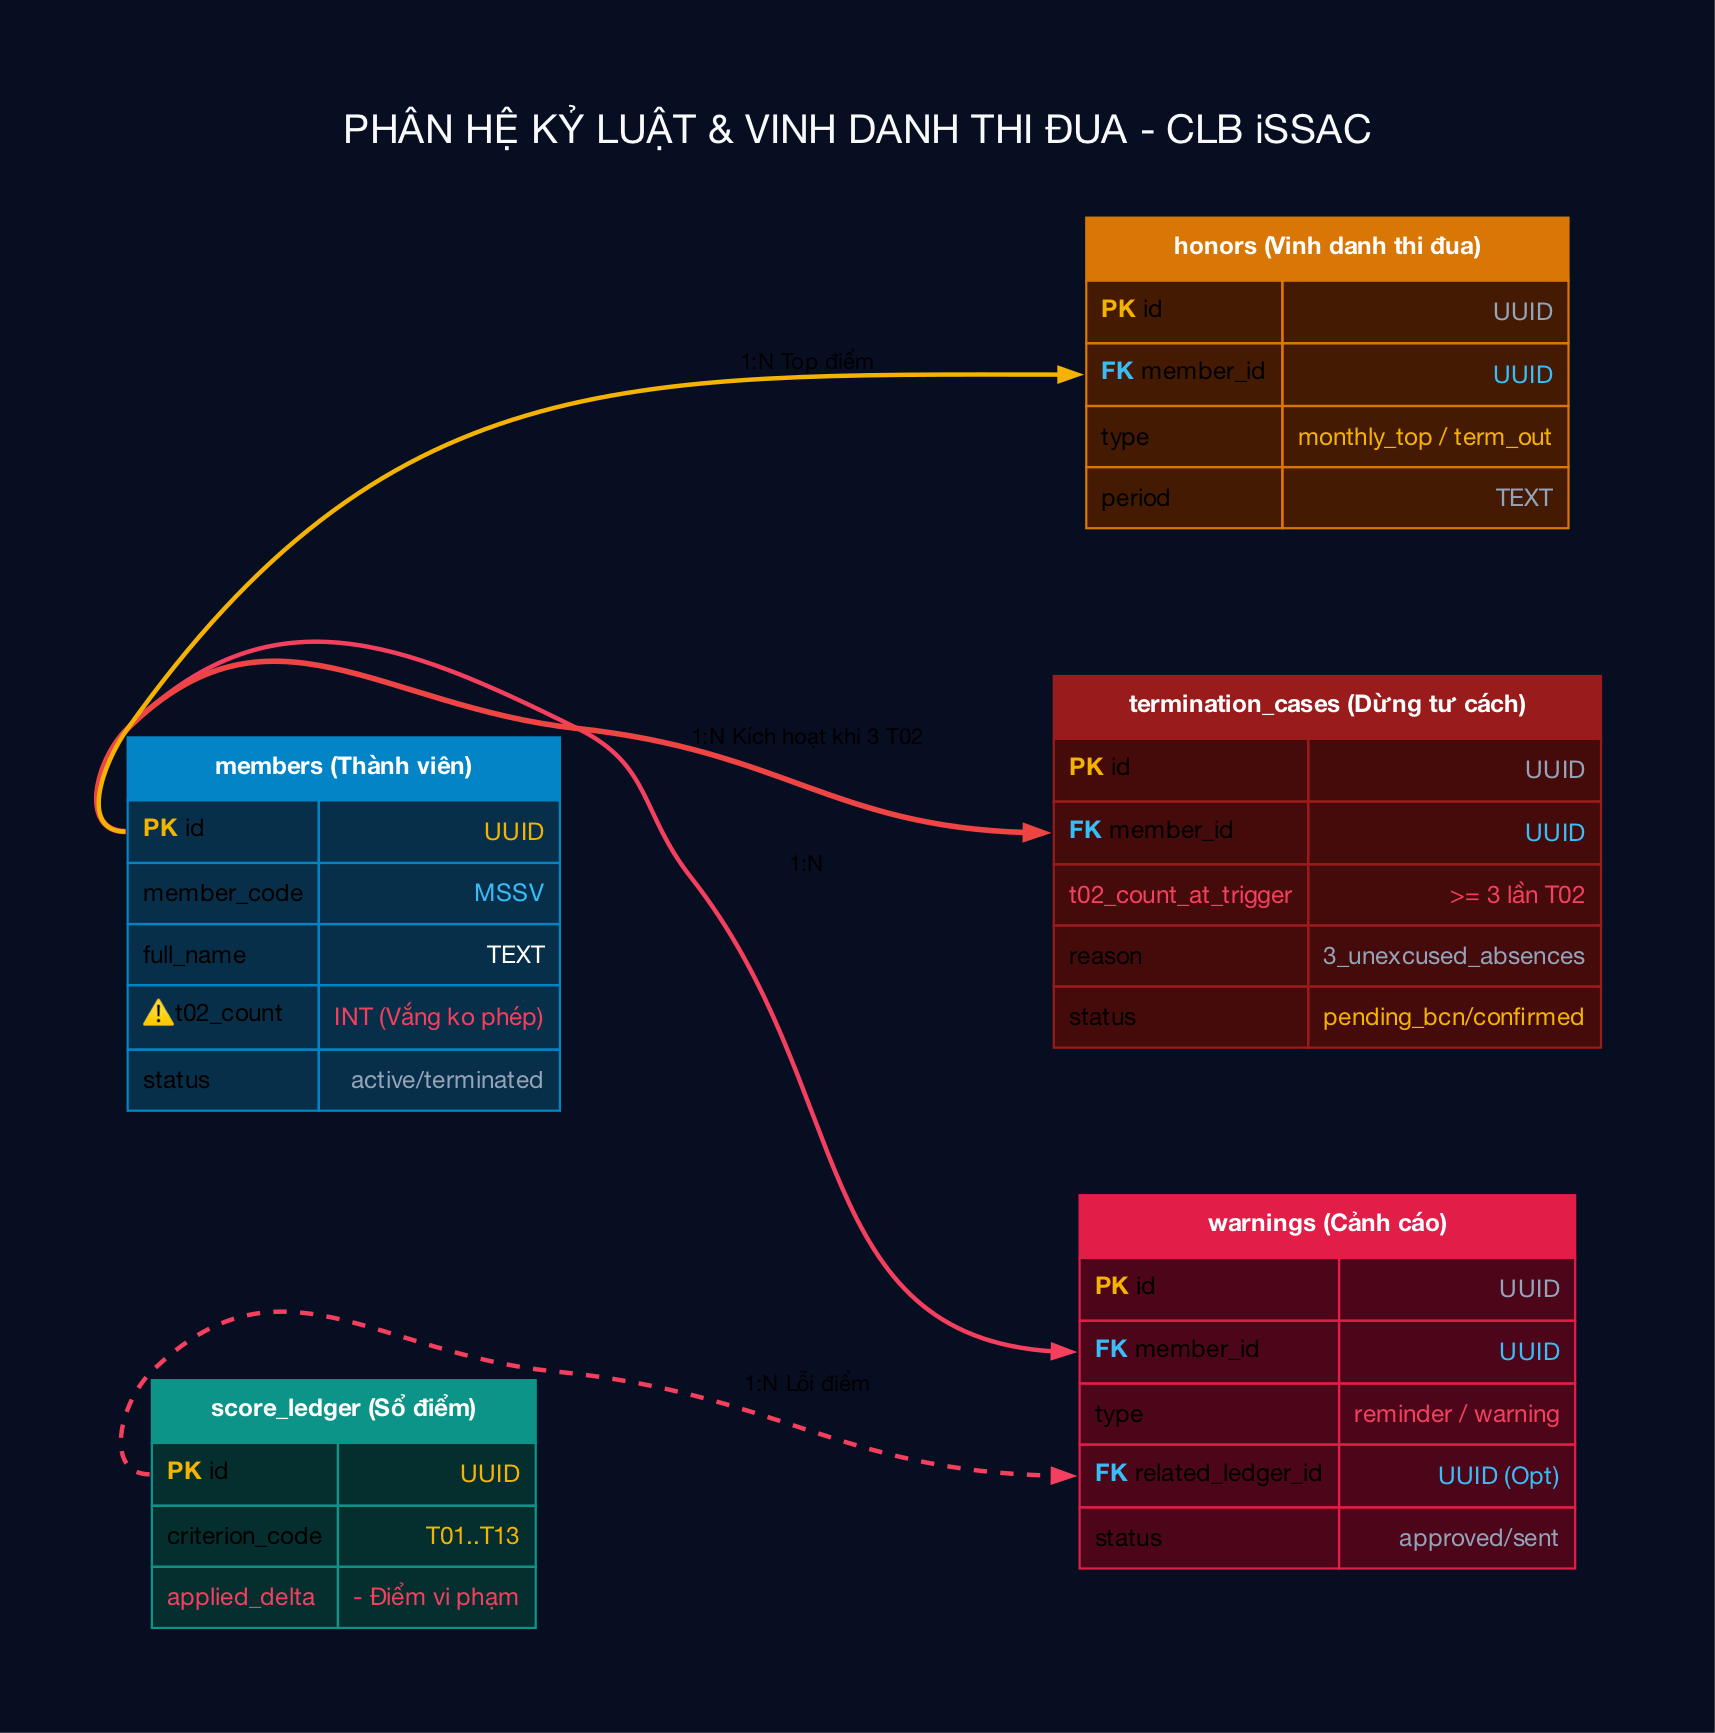 PHÂN HỆ KỶ LUẬT & VINH DANH THI ĐUA - CLB iSSAC
honors (Vinh danh thi đua)
PK id UUID
FK member_id UUID
type monthly_top / term_out
period TEXT
1:N Top điểm
termination_cases (Dừng tư cách)
PK id UUID
FK member_id UUID
t02_count_at_trigger >= 3 lần T02
reason 3_unexcused_absences
status pending_bcn/confirmed
1:N Kích hoạt khi 3 T02
members (Thành viên)
PK id UUID
member_code MSSV
full_name TEXT
⚠️t02_count INT (Vắng ko phép)
status active/terminated
1:N
warnings (Cảnh cáo)
PK id UUID
FK member_id UUID
type reminder / warning
FK related_ledger_id UUID (Opt)
status approved/sent
1:N Lỗi điểm
score_ledger (Sổ điểm)
PK id UUID
criterion_code T01..T13
applied_delta - Điểm vi phạm